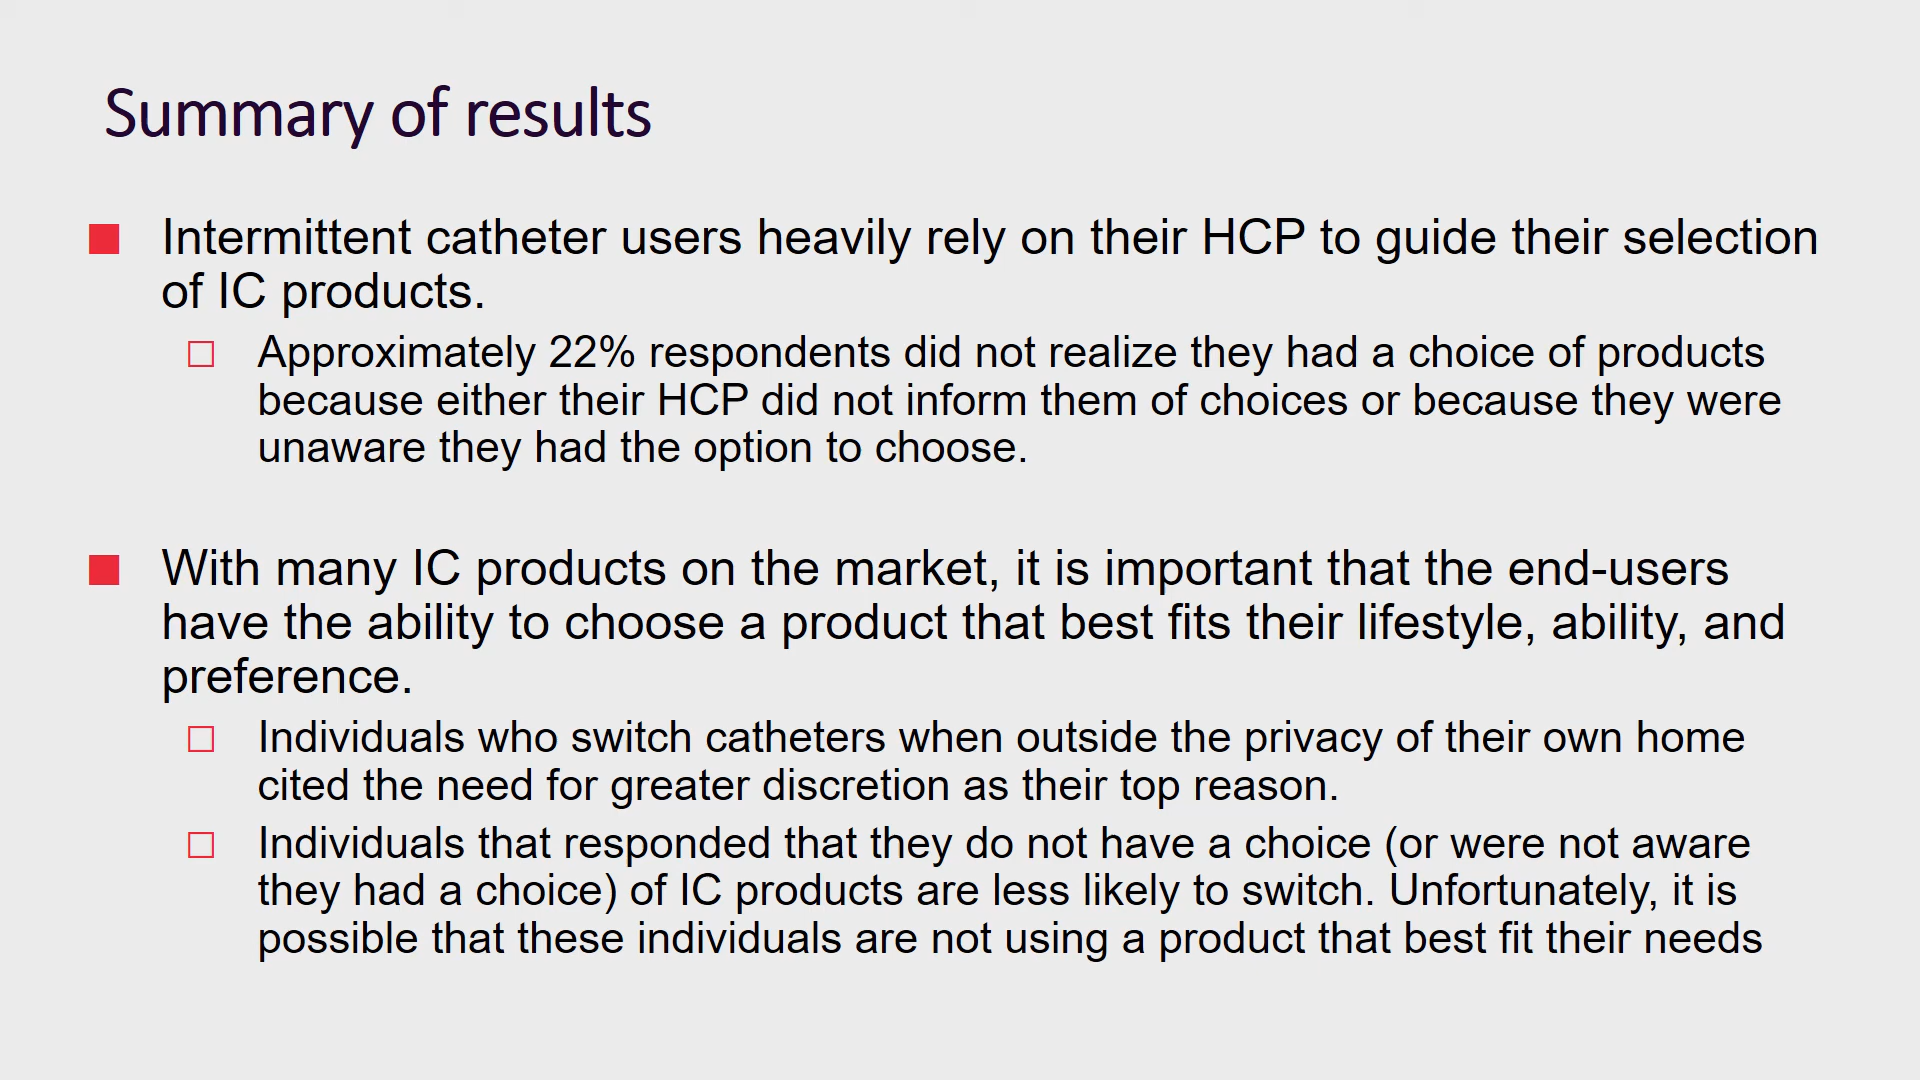 Summary of results
Intermittent catheter users heavily rely on their HCP to guide their selection
of IC products.
Approximately 22% respondents did not realize they had a choice of products
because either their HCP did not inform them of choices or because they were
unaware they had the option to choose.
With many IC products on the market, it is important that the end-users
have the ability to choose a product that best fits their lifestyle, ability, and
preference.
Individuals who switch catheters when outside the privacy of their own home
cited the need for greater discretion as their top reason.
Individuals that responded that they do not have a choice (or were not aware
they had a choice) of IC products are less likely to switch. Unfortunately, it is
possible that these individuals are not using a product that best fit their needs